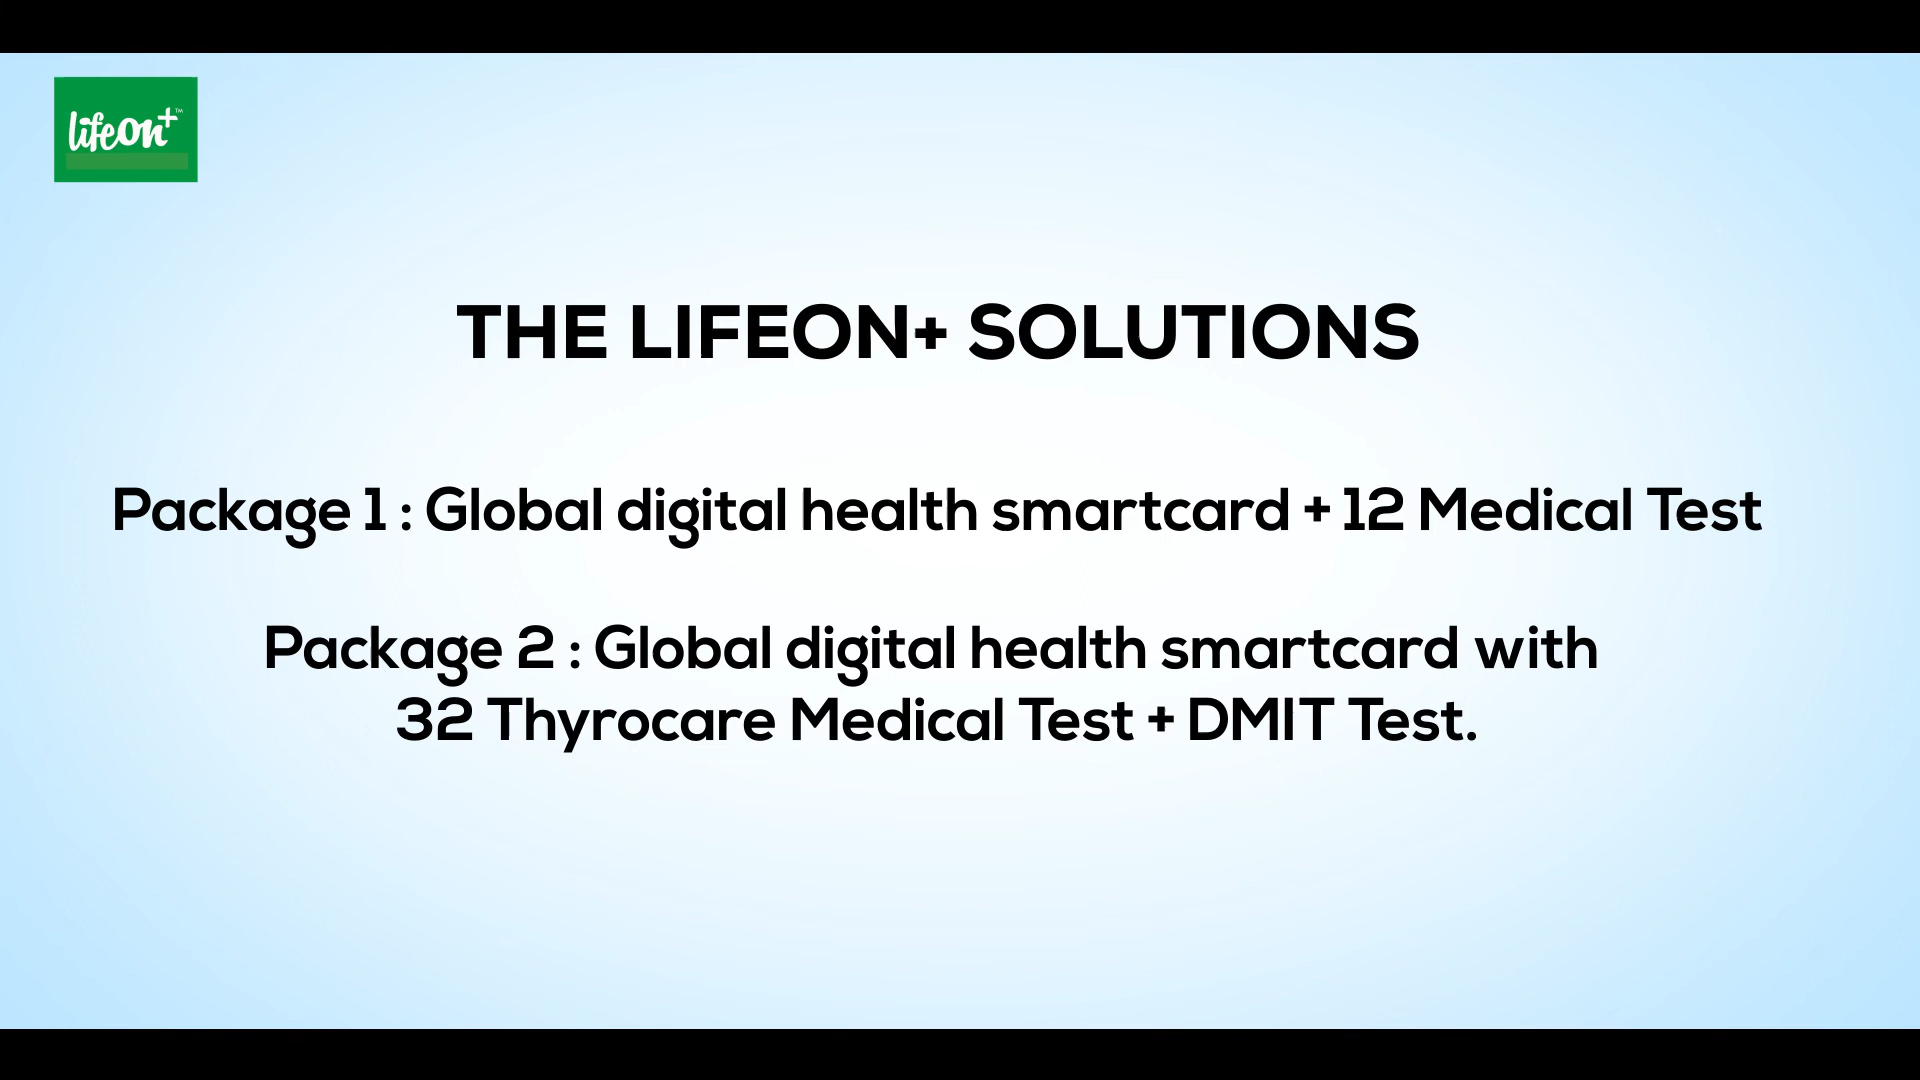 lifeon+™
THE LIFEON+ SOLUTIONS
Package 1 : Global digital health smartcard + 12 Medical Test
Package 2 : Global digital health smartcard with
32 Thyrocare Medical Test + DMIT Test.